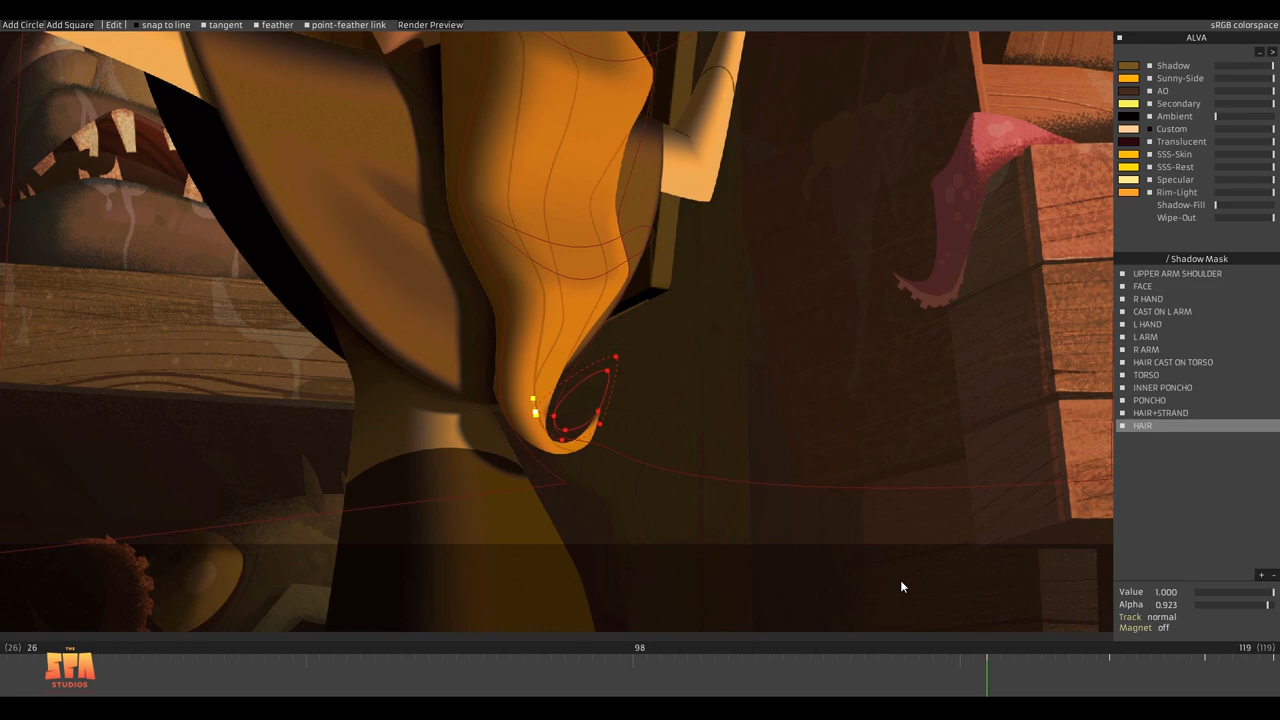 Add Circle Add Square | Edit | snap to line tangent feather point-feather link Render Preview sRGB colorspace
ALVA
.. >
Shadow
Sunny-Side
AO
Secondary
Ambient
Custom
Translucent
SSS-Skin
SSS-Rest
Specular
Rim-Light
Shadow-Fill
Wipe-Out
/ Shadow Mask
UPPER ARM SHOULDER
FACE
R HAND
CAST ON L ARM
L HAND
L ARM
R ARM
HAIR CAST ON TORSO
TORSO
INNER PONCHO
PONCHO
HAIR+STRAND
HAIR
+ -
Value 1.000
Alpha 0.923
Track normal
Magnet off
(26) 26 98 119 (119)
THE
SPA
STUDIOS